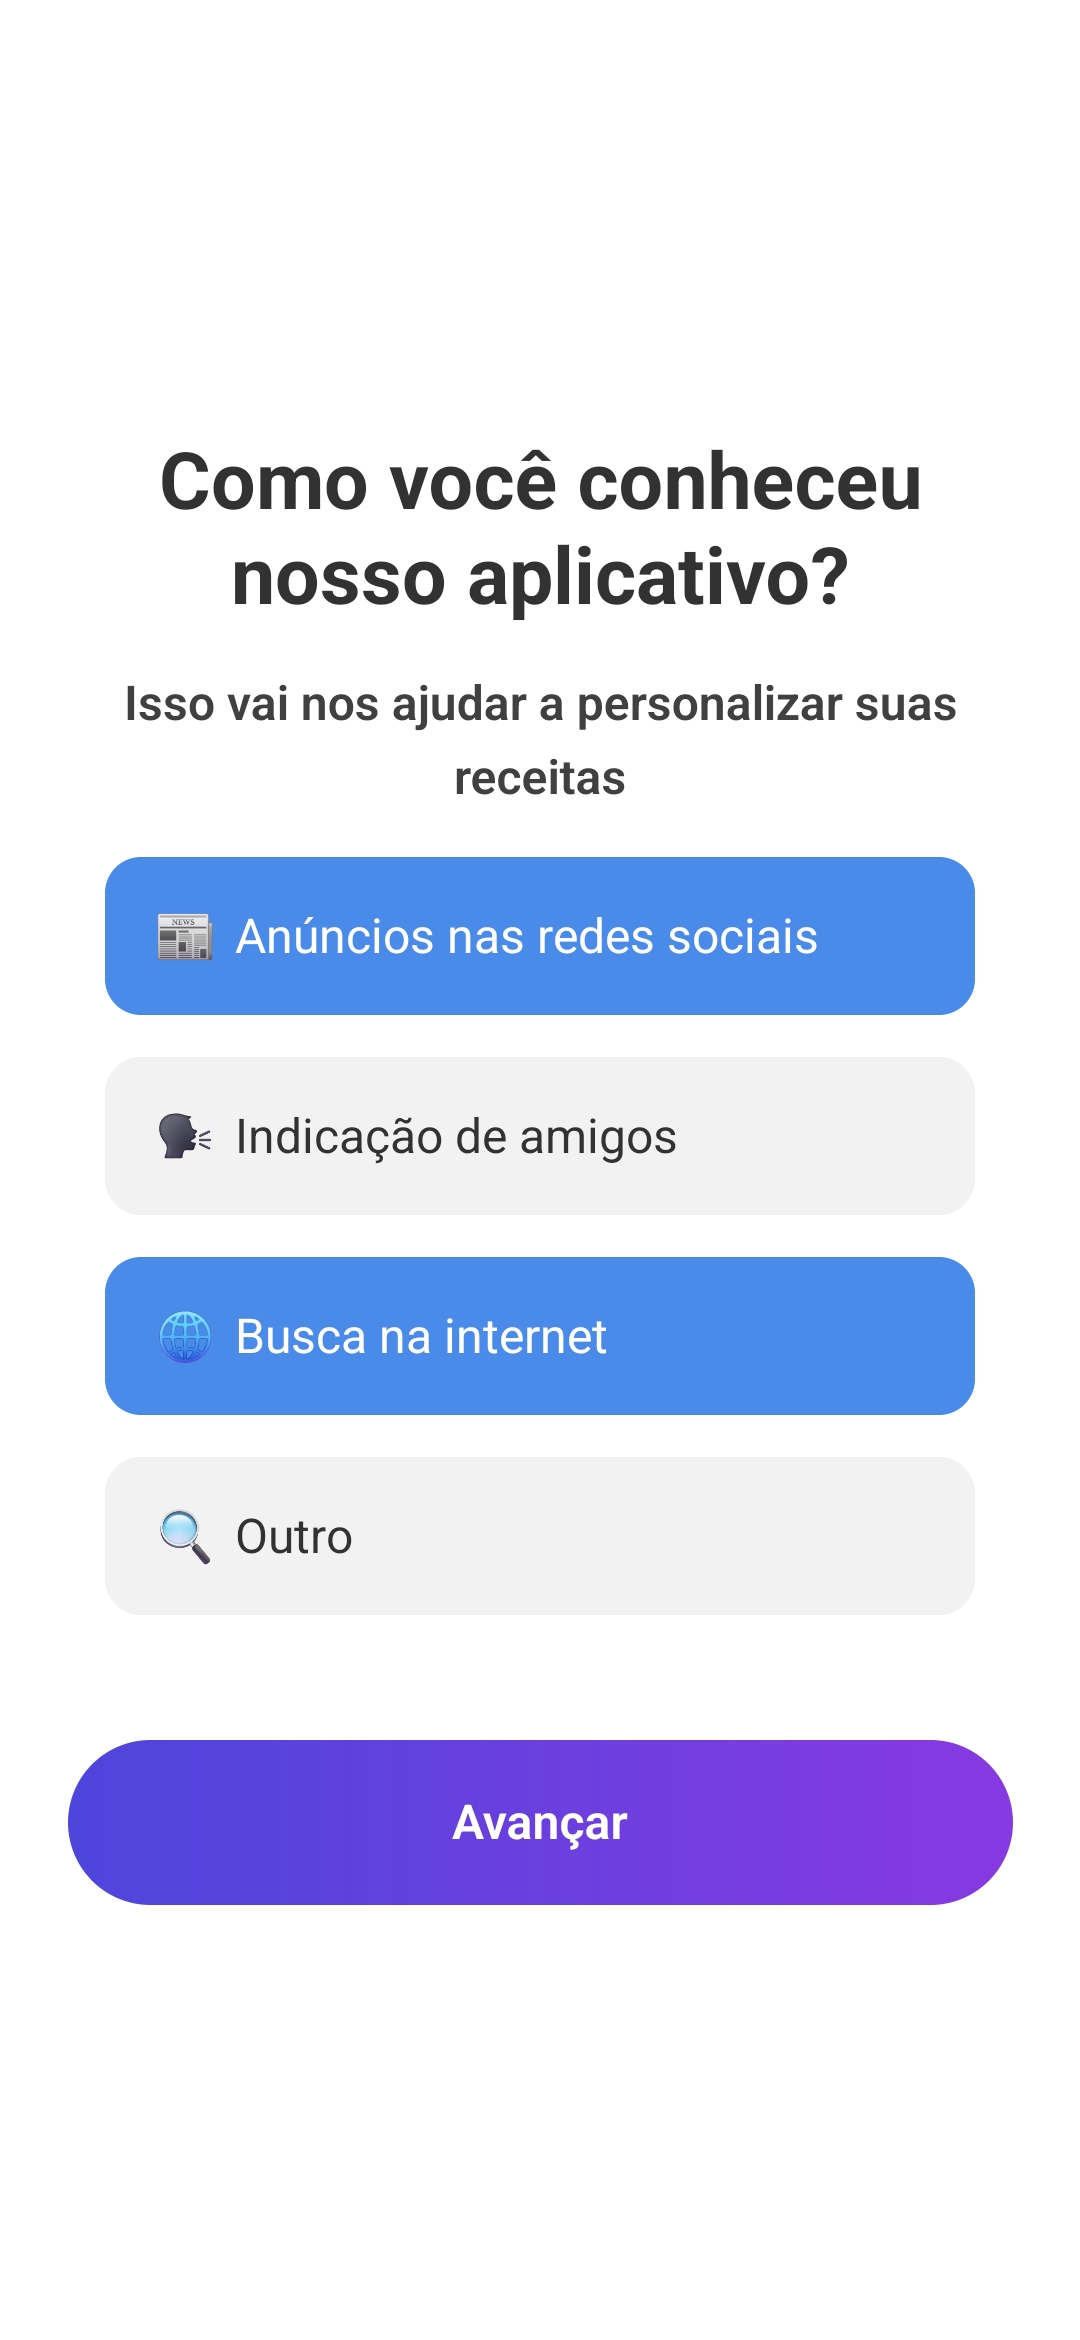 Como você conheceu
nosso aplicativo?
Isso vai nos ajudar a personalizar suas
receitas
NEWS
Anúncios nas redes sociais
Indicação de amigos
Busca na internet
Outro
Avançar